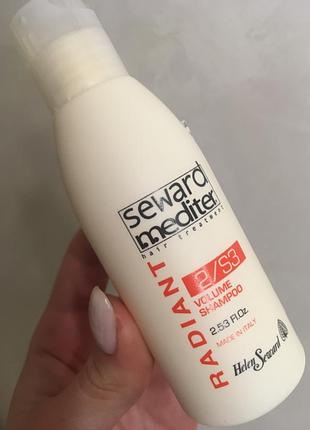 seward
mediter
hair treatment
RADIANT
2/S3
VOLUME
SHAMPOO
2.53 Fl.Oz
MADE IN ITALY
Helen Seward